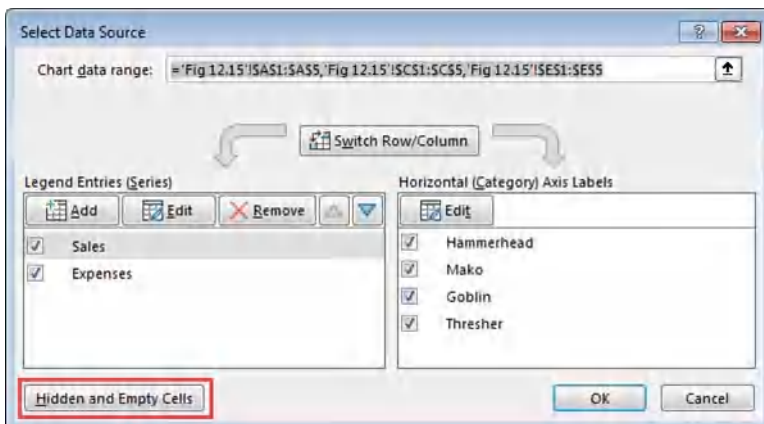 Select Data Source
Chart data range: ='Fig 12.15'!$A$1:$A$5,'Fig 12.15'!$C$1:$C$5,'Fig 12.15'!$E$1:$E$5
Switch Row/Column
Legend Entries (Series)
Add Edit Remove
Sales
Expenses
Horizontal (Category) Axis Labels
Edit
Hammerhead
Mako
Goblin
Thresher
Hidden and Empty Cells
OK Cancel